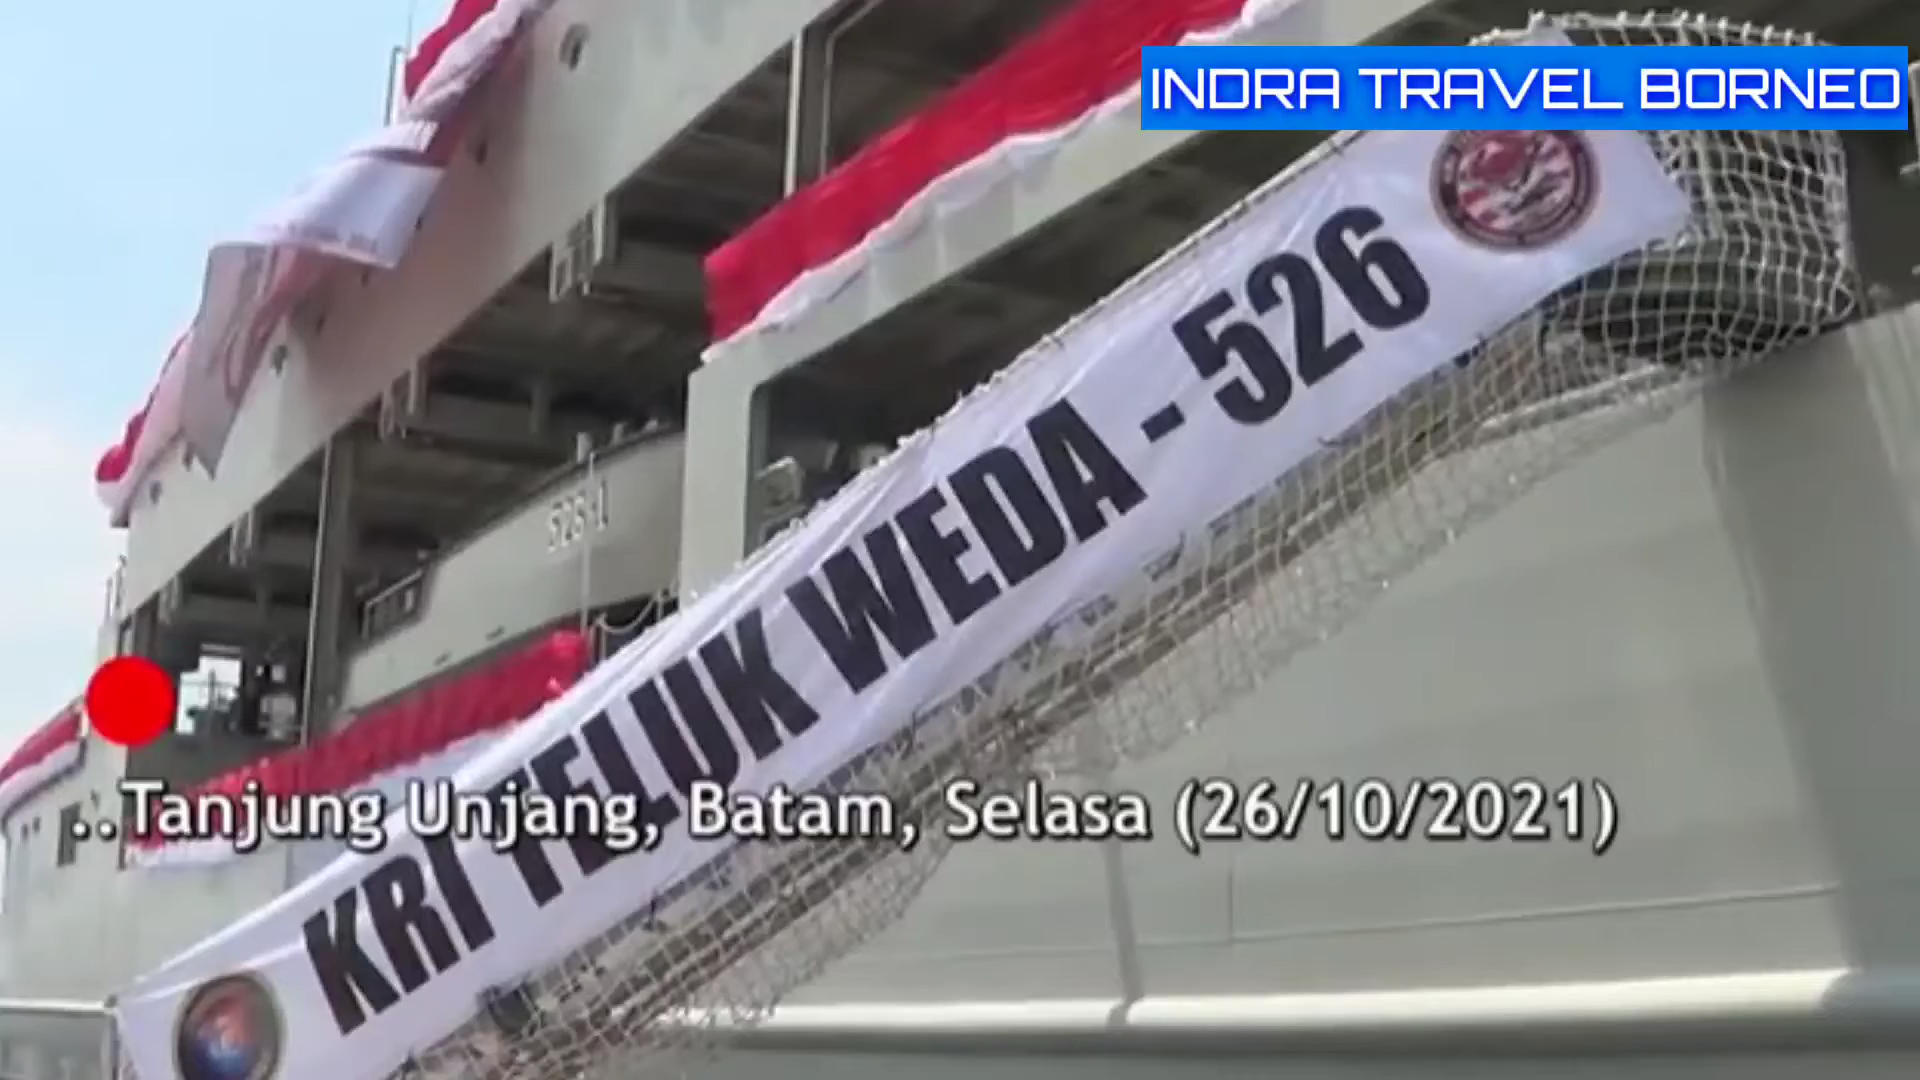 INDRA TRAVEL BORNEO
KRI TELUK WEDA - 526
..Tanjung Unjang, Batam, Selasa (26/10/2021)